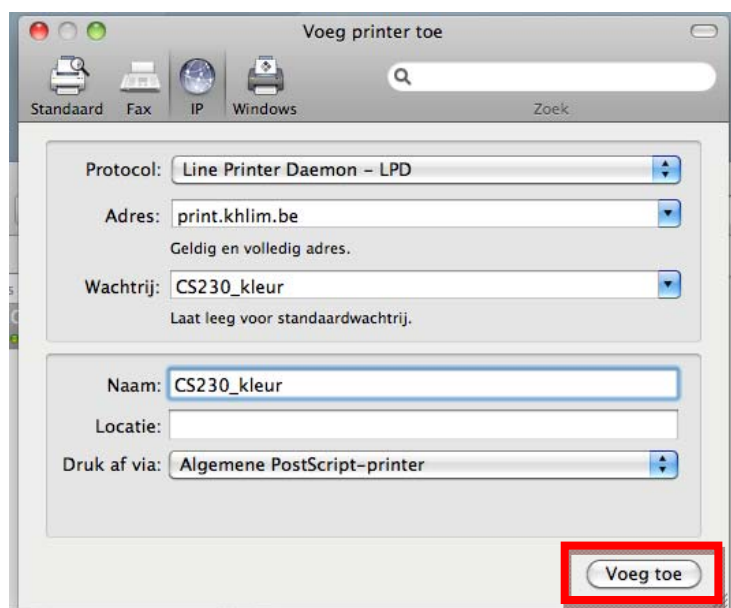 Voeg printer toe
Standaard Fax IP Windows Zoek
Protocol: Line Printer Daemon – LPD
Adres: print.khlim.be
Geldig en volledig adres.
Wachtrij: CS230_kleur
Laat leeg voor standaardwachtrij.
Naam: CS230_kleur
Locatie:
Druk af via: Algemene PostScript-printer
Voeg toe